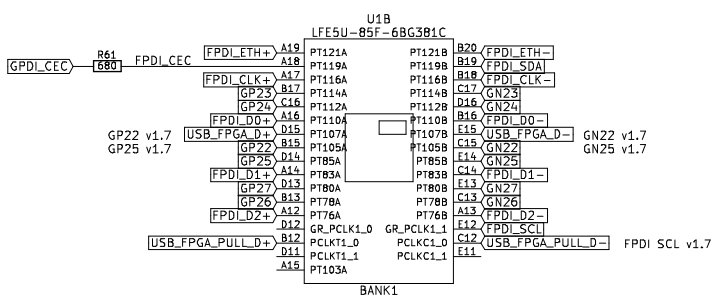 U1B
LFE5U-85F-6BG381C
FPDI_ETH+ A19 PT121A PT121B B20 FPDI_ETH-
GPDI_CEC R61 680 FPDI_CEC A18 PT119A PT119B B19 FPDI_SDA
FPDI_CLK+ A17 PT116A PT116B B18 FPDI_CLK-
GP23 B17 PT114A PT114B C17 GN23
GP24 C16 PT112A PT112B D16 GN24
FPDI_D0+ A16 PT110A PT110B B16 FPDI_D0-
GP22 v1.7 USB_FPGA_D+ D15 PT107A PT107B E15 USB_FPGA_D- GN22 v1.7
GP25 v1.7 GP22 B15 PT105A PT105B C15 GN22 GN25 v1.7
GP25 D14 PT85A PT85B E14 GN25
FPDI_D1+ A14 PT83A PT83B C14 FPDI_D1-
GP27 D13 PT80A PT80B E13 GN27
GP26 B13 PT78A PT78B C13 GN26
FPDI_D2+ A12 PT76A PT76B A13 FPDI_D2-
D12 GR_PCLK1_0 GR_PCLK1_1 E12 FPDI_SCL
USB_FPGA_PULL_D+ B12 PCLKT1_0 PCLKC1_0 C12 USB_FPGA_PULL_D- FPDI SCL v1.7
D11 PCLKT1_1 PCLKC1_1 E11
A15 PT103A
BANK1